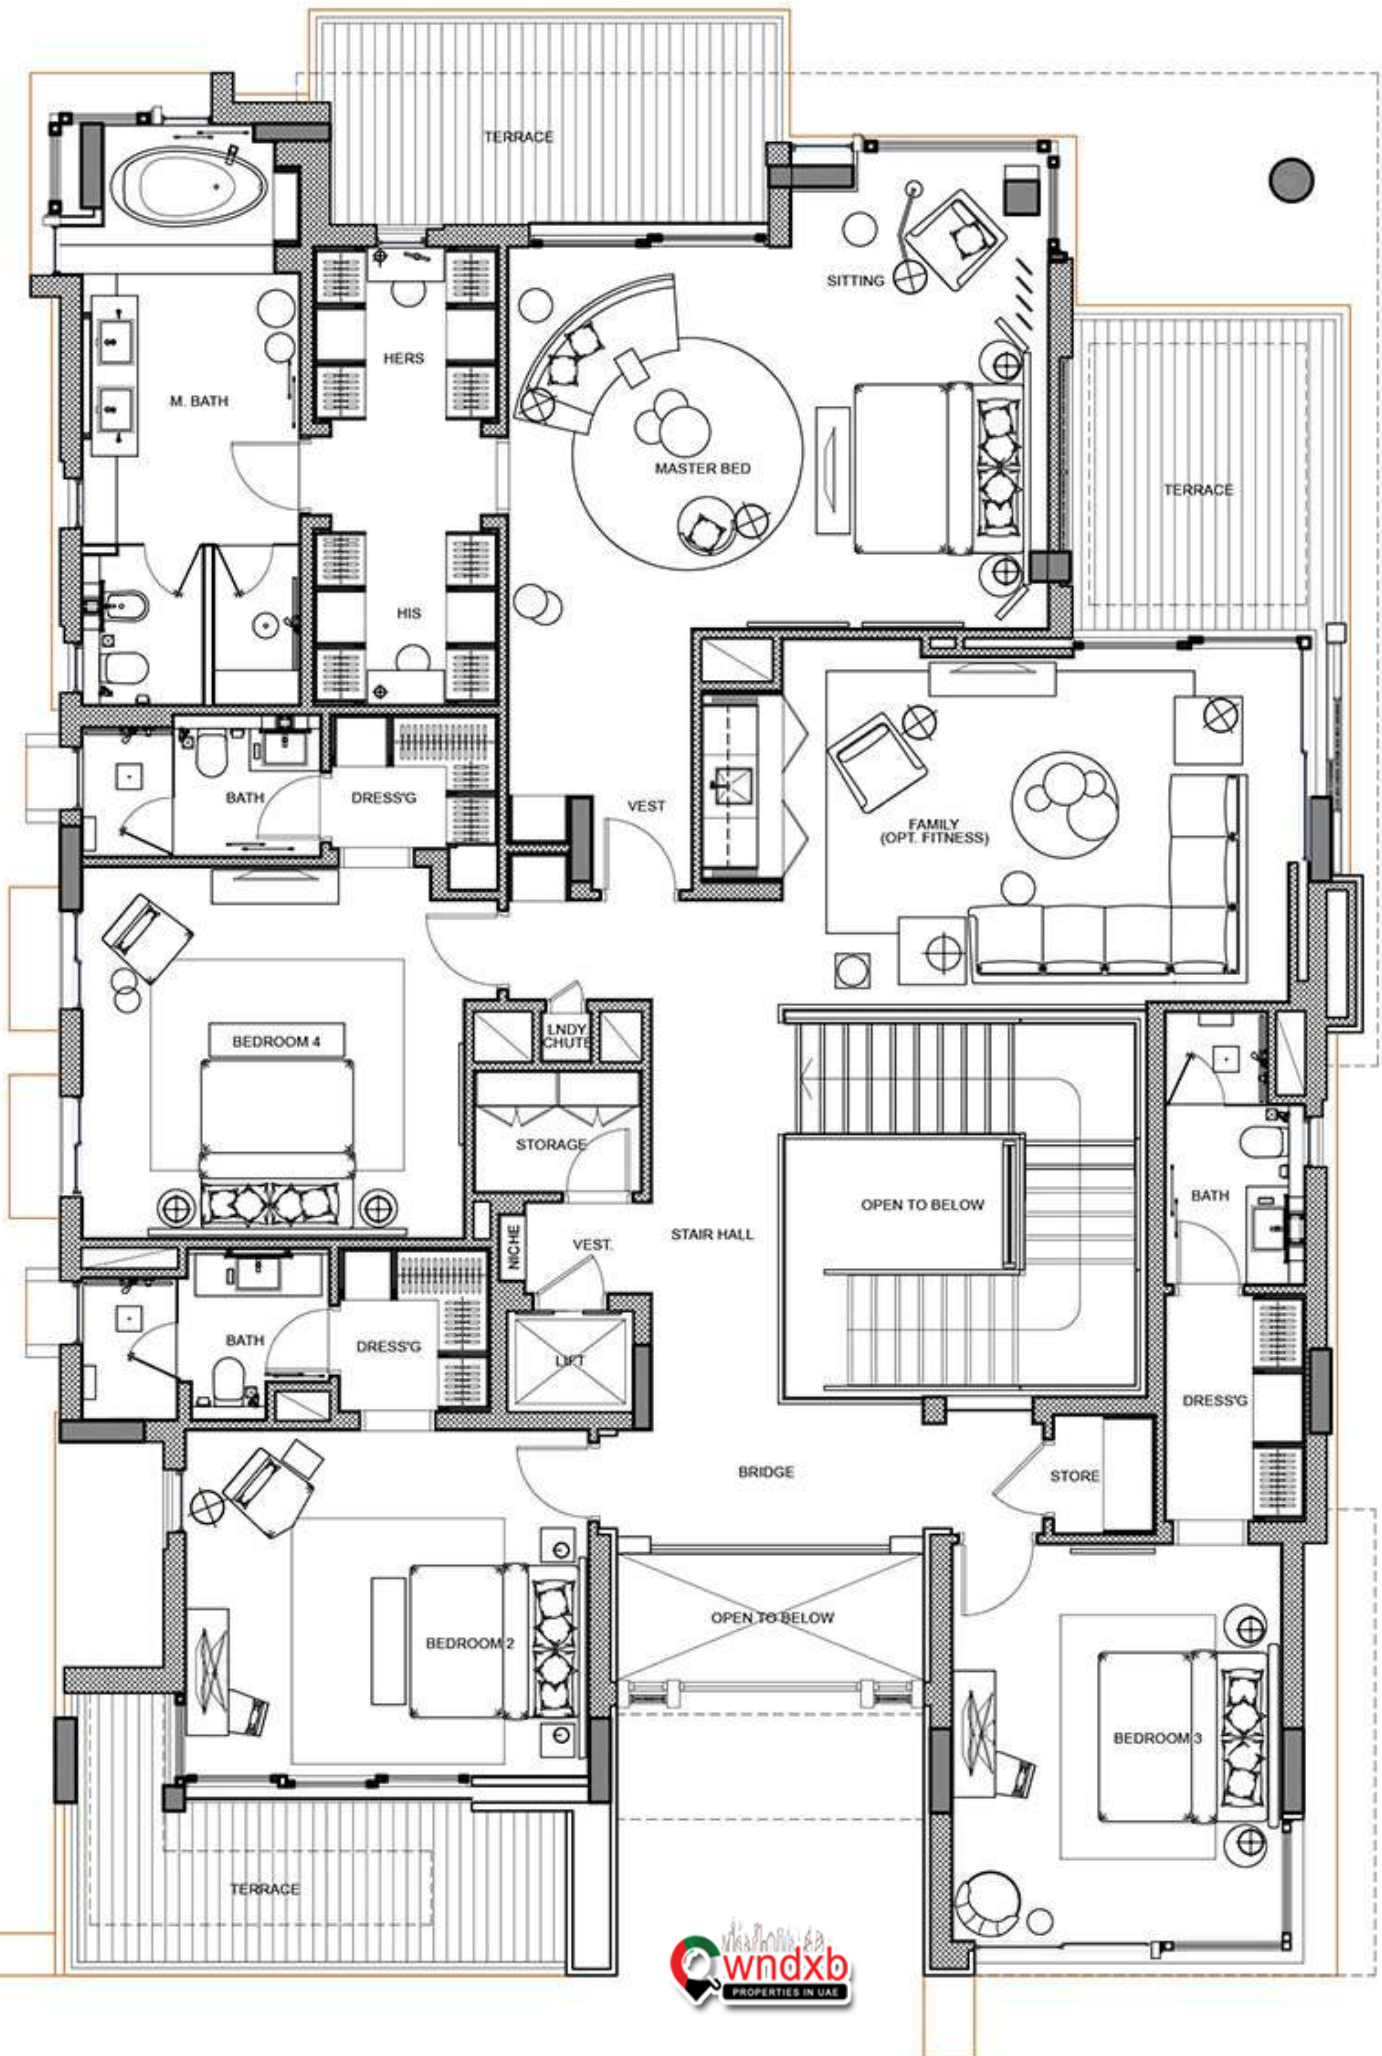 TERRACE
SITTING
HERS
M. BATH
MASTER BED
TERRACE
HIS
BATH
DRESS'G
VEST
FAMILY
(OPT. FITNESS)
LNDY
CHUTE
BEDROOM 4
STORAGE
OPEN TO BELOW
BATH
NICHE
VEST.
STAIR HALL
BATH
DRESS'G
LIFT
DRESS'G
BRIDGE
STORE
OPEN TO BELOW
BEDROOM 2
BEDROOM 3
TERRACE
wndxb
PROPERTIES IN UAE